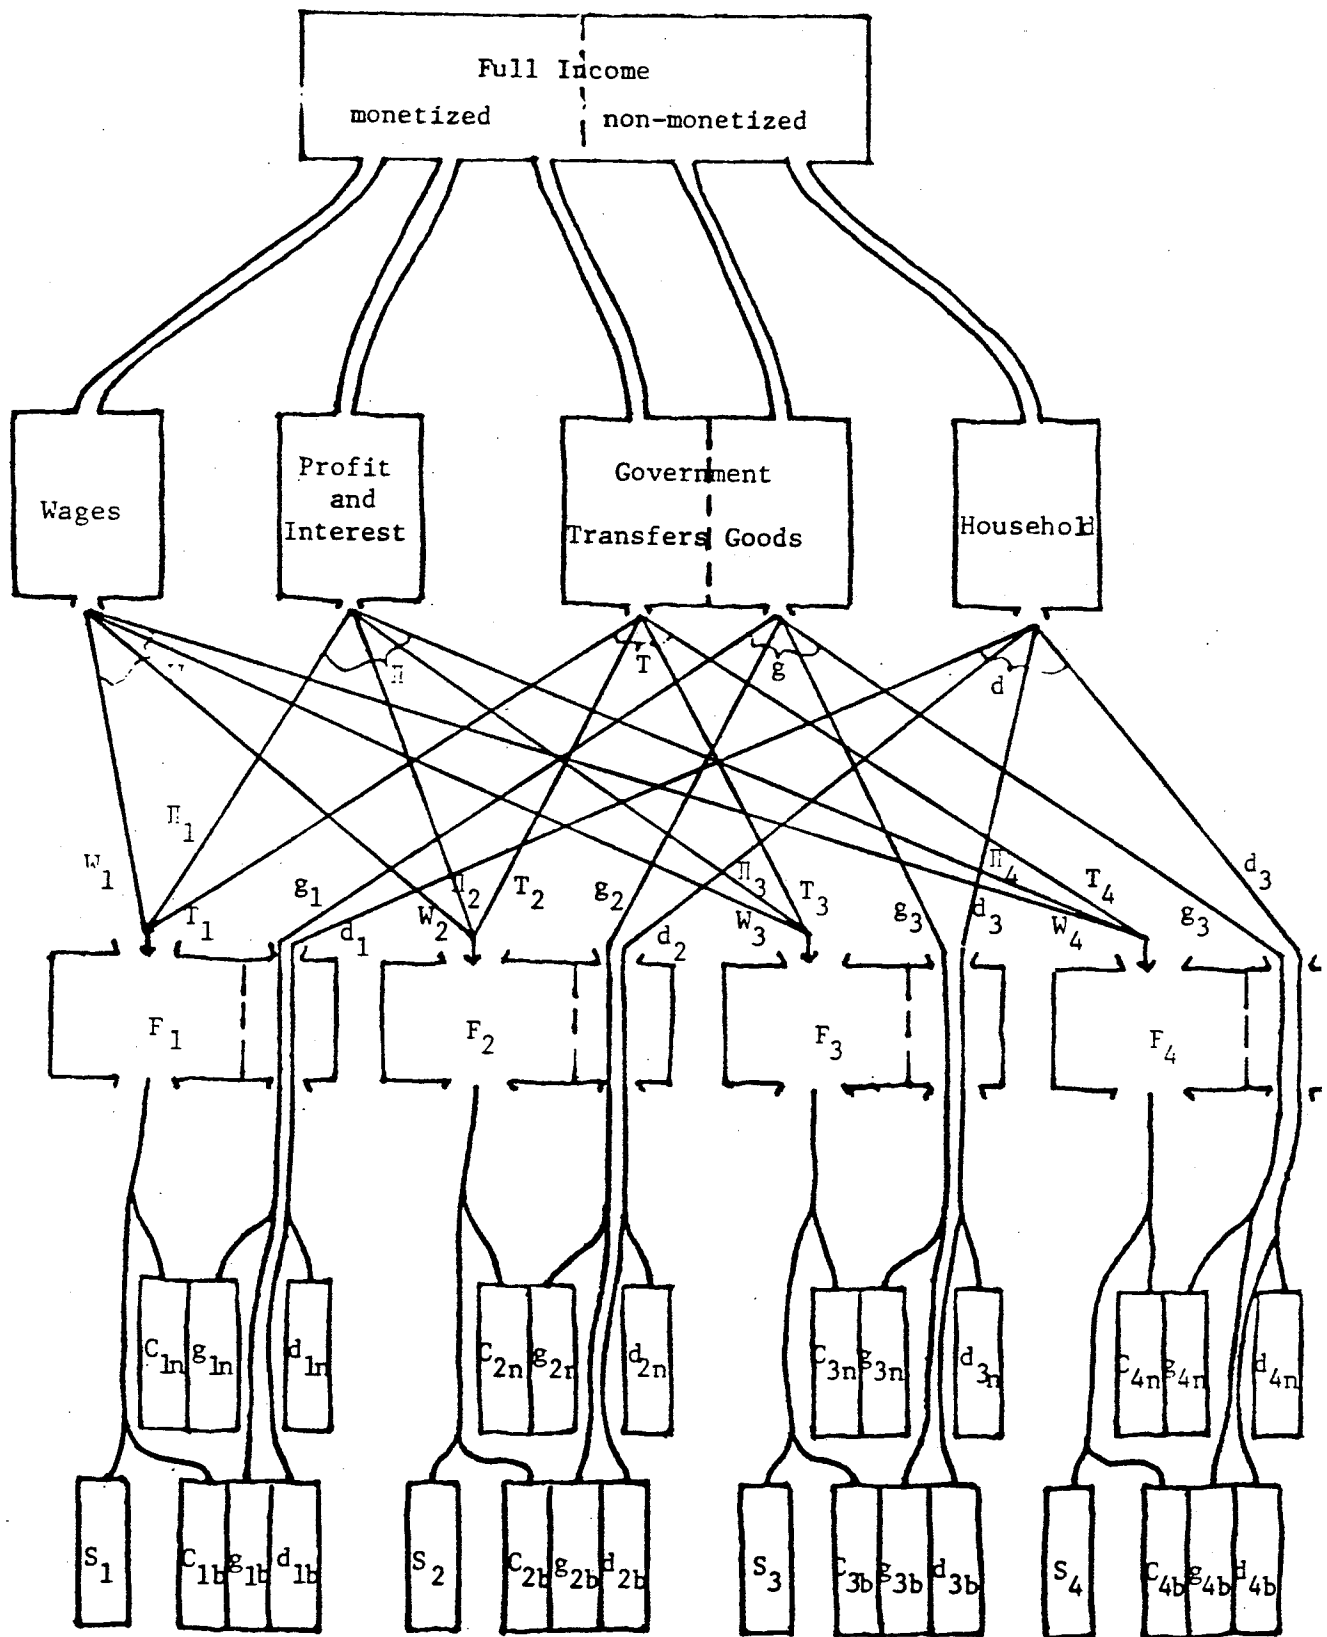 Full Income
monetized non-monetized
Wages
Profit
and
Interest
Government
Transfers Goods
Household
Π T g d
Π₁
W₁ T₁ g₁ d₁
W₂ Π₂ T₂ g₂ d₂
W₃ Π₃ T₃ g₃ d₃
W₄ Π₄ T₄ g₃ d₃
F₁ F₂ F₃ F₄
C₁n g₁n d₁n C₂n g₂n d₂n C₃n g₃n d₃n C₄n g₄n d₄n
S₁ C₁b g₁b d₁b S₂ C₂b g₂b d₂b S₃ C₃b g₃b d₃b S₄ C₄b g₄b d₄b